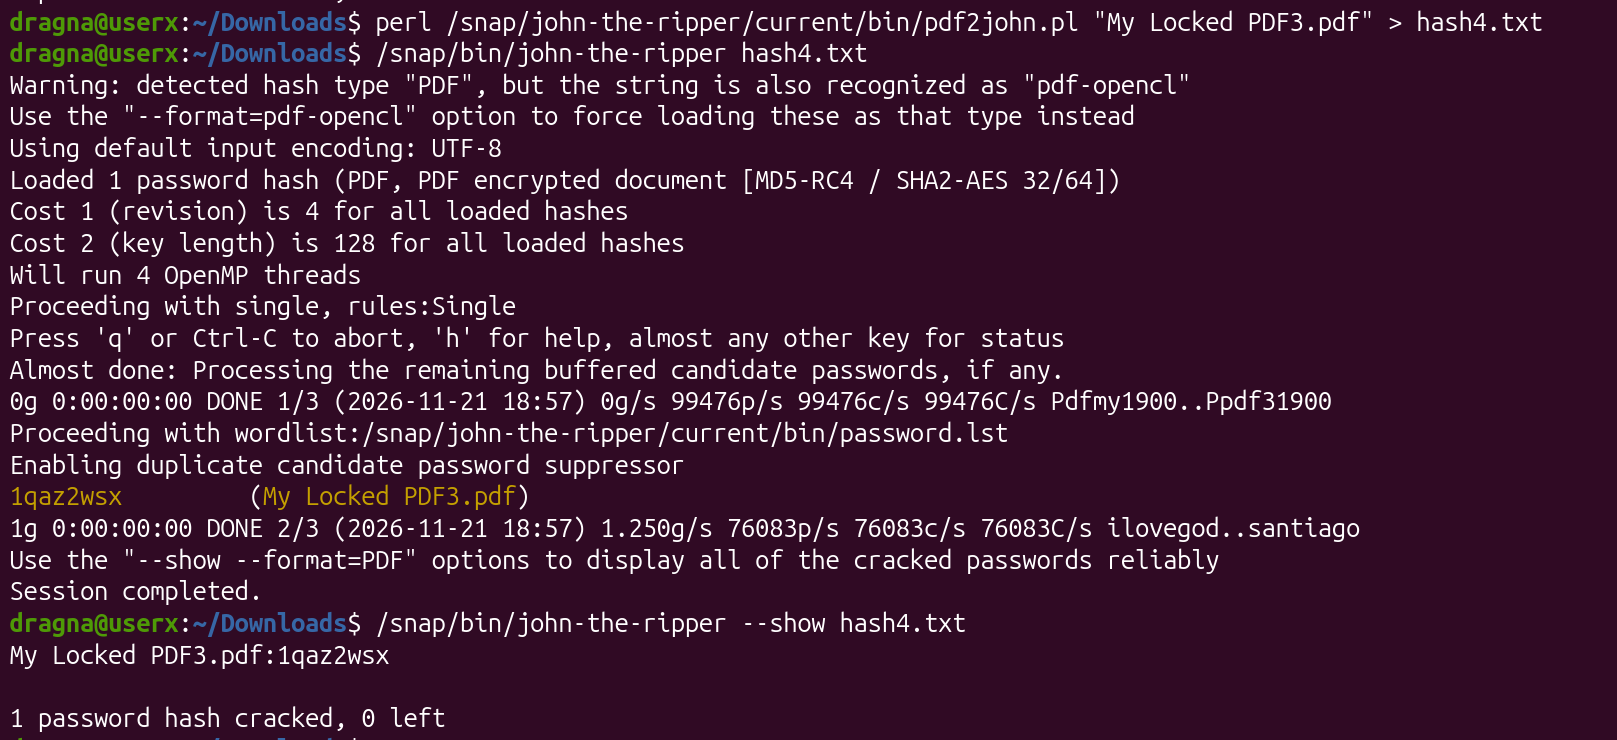 dragna@userx:~/Downloads$ perl /snap/john-the-ripper/current/bin/pdf2john.pl "My Locked PDF3.pdf" > hash4.txt
dragna@userx:~/Downloads$ /snap/bin/john-the-ripper hash4.txt
Warning: detected hash type "PDF", but the string is also recognized as "pdf-opencl"
Use the "--format=pdf-opencl" option to force loading these as that type instead
Using default input encoding: UTF-8
Loaded 1 password hash (PDF, PDF encrypted document [MD5-RC4 / SHA2-AES 32/64])
Cost 1 (revision) is 4 for all loaded hashes
Cost 2 (key length) is 128 for all loaded hashes
Will run 4 OpenMP threads
Proceeding with single, rules:Single
Press 'q' or Ctrl-C to abort, 'h' for help, almost any other key for status
Almost done: Processing the remaining buffered candidate passwords, if any.
0g 0:00:00:00 DONE 1/3 (2026-11-21 18:57) 0g/s 99476p/s 99476c/s 99476C/s Pdfmy1900..Ppdf31900
Proceeding with wordlist:/snap/john-the-ripper/current/bin/password.lst
Enabling duplicate candidate password suppressor
1qaz2wsx         (My Locked PDF3.pdf)
1g 0:00:00:00 DONE 2/3 (2026-11-21 18:57) 1.250g/s 76083p/s 76083c/s 76083C/s ilovegod..santiago
Use the "--show --format=PDF" options to display all of the cracked passwords reliably
Session completed.
dragna@userx:~/Downloads$ /snap/bin/john-the-ripper --show hash4.txt
My Locked PDF3.pdf:1qaz2wsx
1 password hash cracked, 0 left